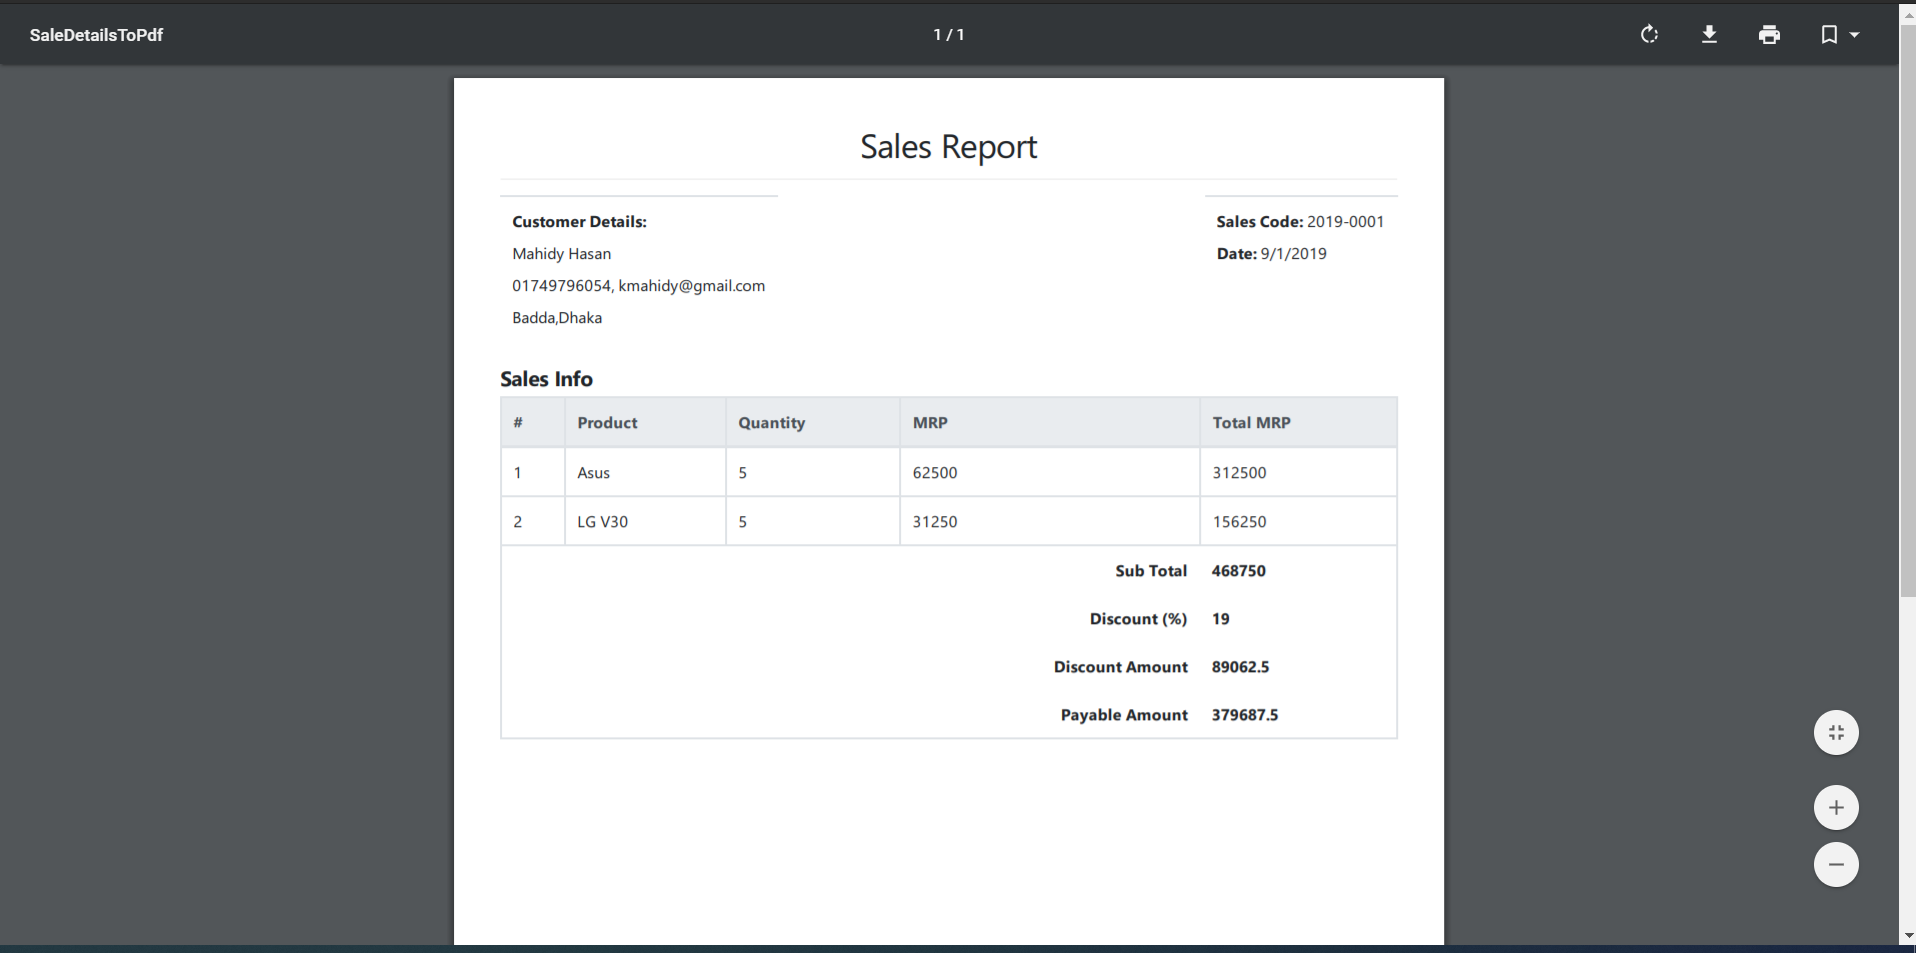 SaleDetailsToPdf
1 / 1
Sales Report
Customer Details:
Mahidy Hasan
01749796054, kmahidy@gmail.com
Badda,Dhaka
Sales Code: 2019-0001
Date: 9/1/2019
Sales Info
# Product Quantity MRP Total MRP
1 Asus 5 62500 312500
2 LG V30 5 31250 156250
Sub Total 468750
Discount (%) 19
Discount Amount 89062.5
Payable Amount 379687.5